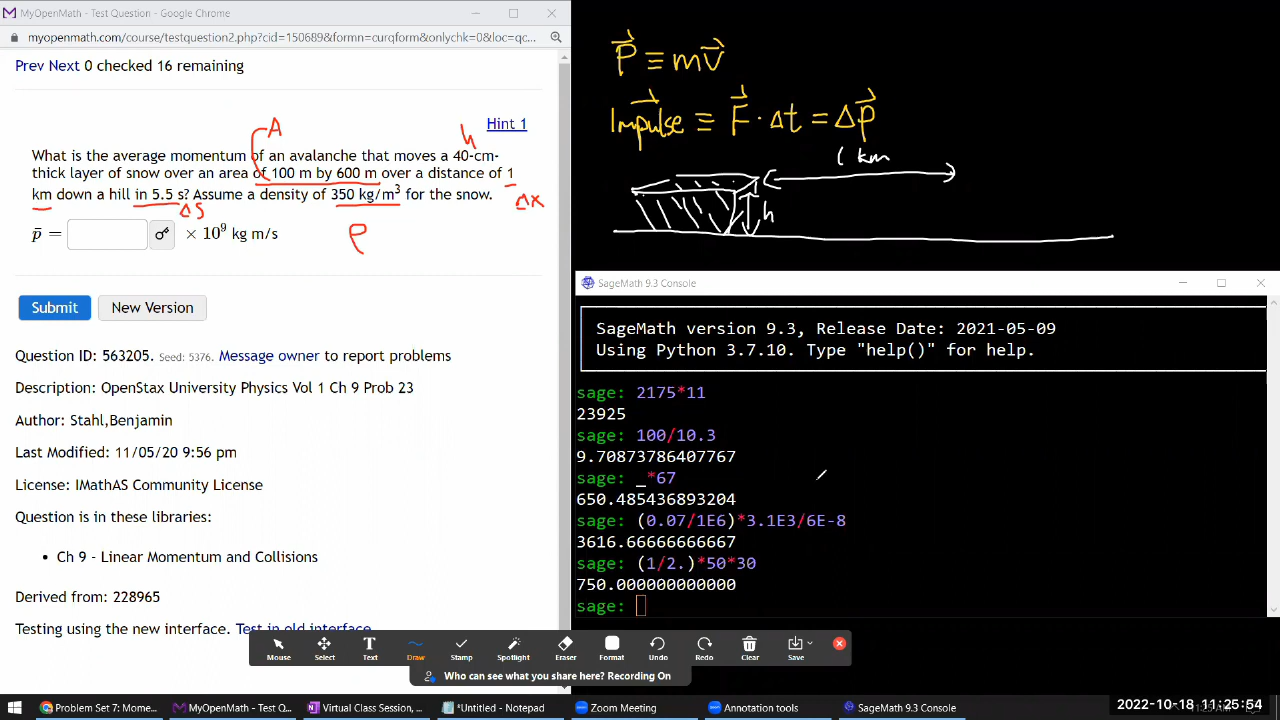 MyOpenMath - Test Question - Google Chrome
myopenmath.com/course/testquestion2.php?cid=150689&formn=curqform&onlychk=0&loc=qc...
Prev Next 0 checked 16 remaining
Hint 1
A
h
What is the average momentum of an avalanche that moves a 40-cm-
thick layer of snow over an area of 100 m by 600 m over a distance of 1
km down a hill in 5.5 s? Assume a density of 350 kg/m³ for the snow.
Δs
Δx
ρ
p̄ = × 10⁹ kg m/s
Submit New Version
Question ID: 563205. Seed: 5376. Message owner to report problems
Description: OpenStax University Physics Vol 1 Ch 9 Prob 23
Author: Stahl,Benjamin
Last Modified: 11/05/20 9:56 pm
License: IMathAS Community License
Question is in these libraries:
• Ch 9 - Linear Momentum and Collisions
Derived from: 228965
Testing using the new interface. Test in old interface
P⃗ ≡ mv⃗
Impulse ≡ F⃗ · Δt = ΔP⃗
1 km
h
SageMath 9.3 Console
SageMath version 9.3, Release Date: 2021-05-09
Using Python 3.7.10. Type "help()" for help.
sage: 2175*11
23925
sage: 100/10.3
9.70873786407767
sage: _*67
650.485436893204
sage: (0.07/1E6)*3.1E3/6E-8
3616.66666666667
sage: (1/2.)*50*30
750.000000000000
sage:
Mouse Select Text Draw Stamp Spotlight Eraser Format Undo Redo Clear Save
Who can see what you share here? Recording On
Problem Set 7: Mome... MyOpenMath - Test Q... Virtual Class Session, ... *Untitled - Notepad Zoom Meeting Annotation tools SageMath 9.3 Console
2022-10-18 11:25:54